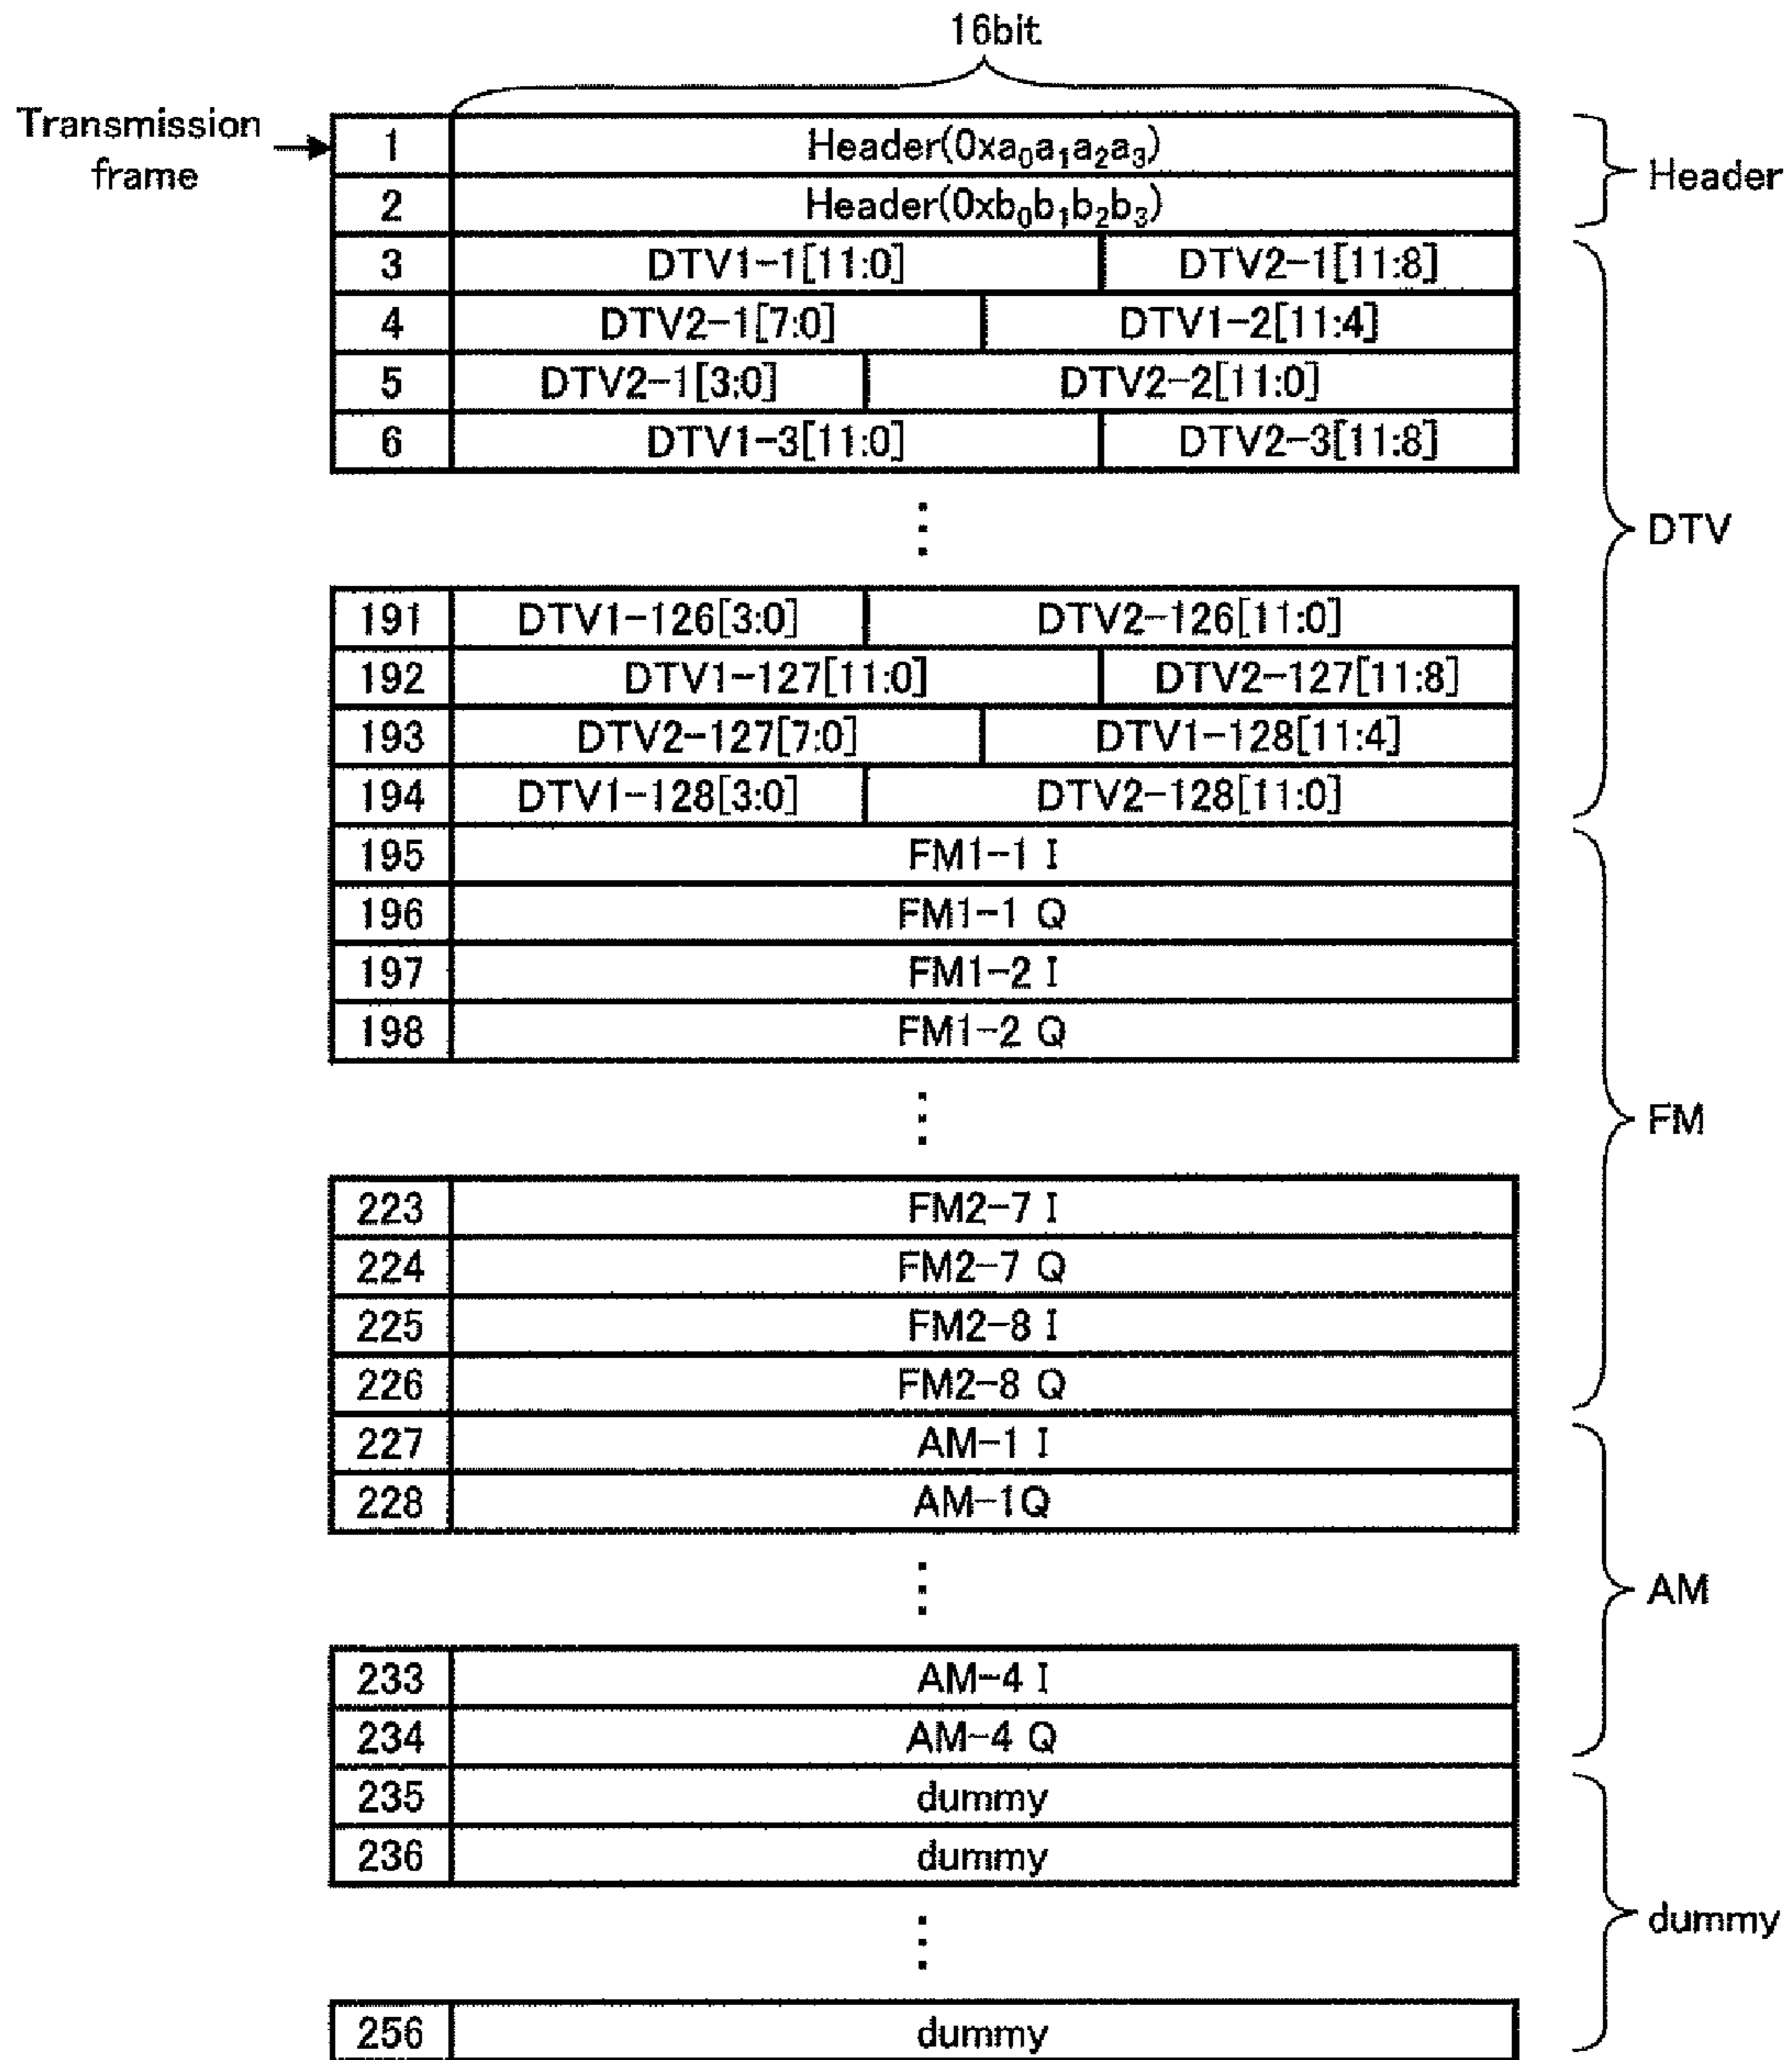 16bit
Transmission
frame
1 Header(0xa₀a₁a₂a₃)
Header
2 Header(0xb₀b₁b₂b₃)
3 DTV1-1[11:0] DTV2-1[11:8]
4 DTV2-1[7:0] DTV1-2[11:4]
5 DTV2-1[3:0] DTV2-2[11:0]
6 DTV1-3[11:0] DTV2-3[11:8]
⋮
DTV
191 DTV1-126[3:0] DTV2-126[11:0]
192 DTV1-127[11:0] DTV2-127[11:8]
193 DTV2-127[7:0] DTV1-128[11:4]
194 DTV1-128[3:0] DTV2-128[11:0]
195 FM1-1 I
196 FM1-1 Q
197 FM1-2 I
198 FM1-2 Q
⋮
FM
223 FM2-7 I
224 FM2-7 Q
225 FM2-8 I
226 FM2-8 Q
227 AM-1 I
228 AM-1Q
⋮
AM
233 AM-4 I
234 AM-4 Q
235 dummy
236 dummy
⋮
dummy
256 dummy